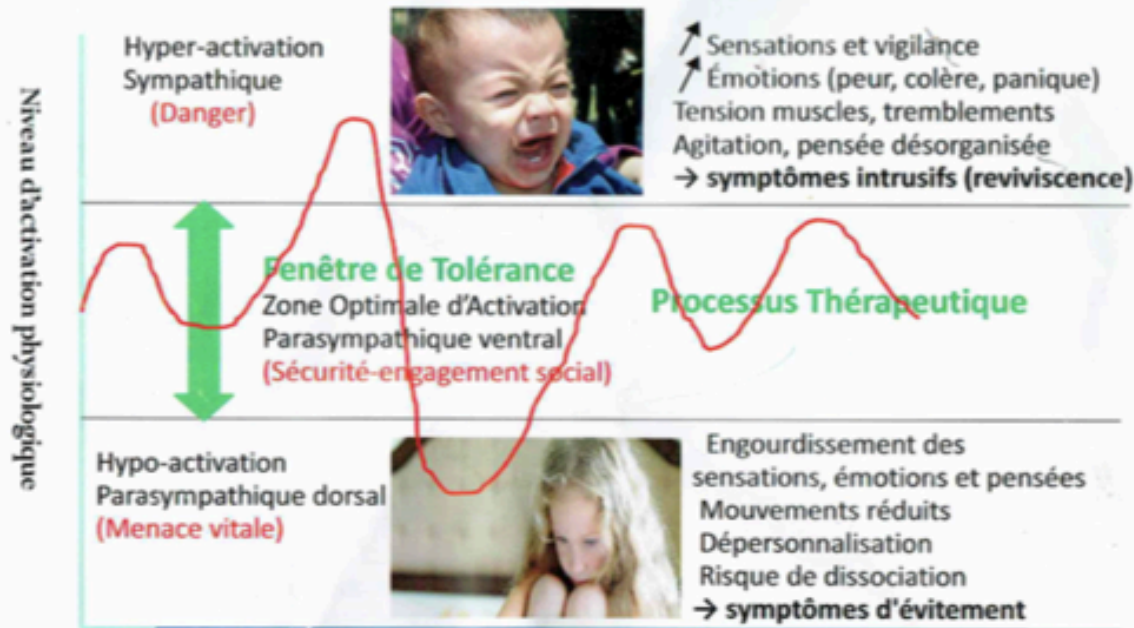 Niveau d'activation physiologique
Hyper-activation
Sympathique
(Danger)
↗ Sensations et vigilance
↗ Émotions (peur, colère, panique)
Tension muscles, tremblements
Agitation, pensée désorganisée
→ symptômes intrusifs (reviviscence)
Fenêtre de Tolérance
Zone Optimale d'Activation
Parasympathique ventral
(Sécurité-engagement social)
Processus Thérapeutique
Hypo-activation
Parasympathique dorsal
(Menace vitale)
Engourdissement des
sensations, émotions et pensées
Mouvements réduits
Dépersonnalisation
Risque de dissociation
→ symptômes d'évitement